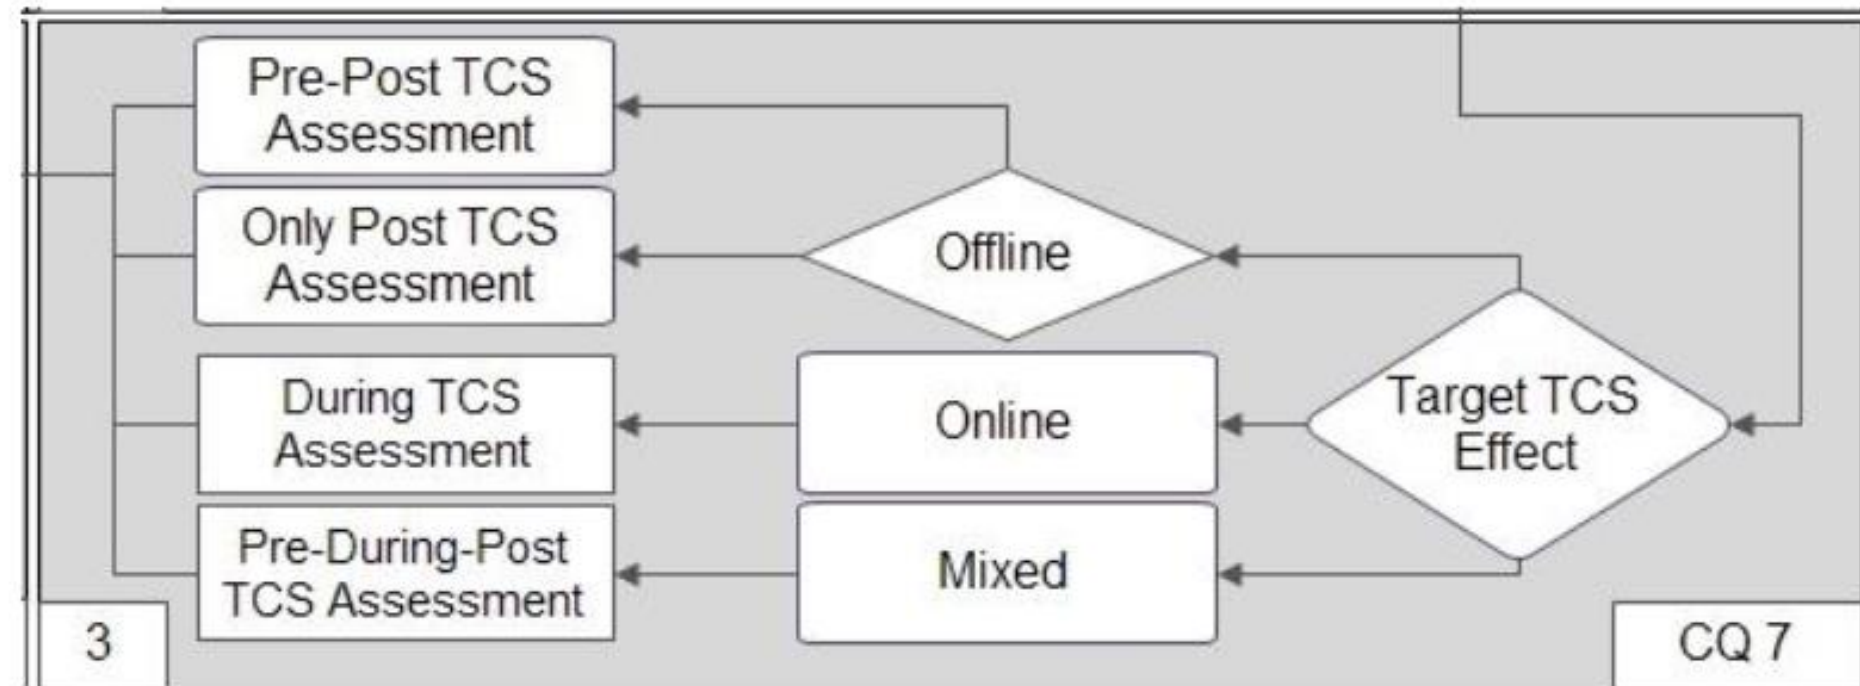 Pre-Post TCS
Assessment
Only Post TCS
Assessment
Offline
During TCS
Assessment
Online
Target TCS
Effect
Pre-During-Post
TCS Assessment
Mixed
3
CQ 7